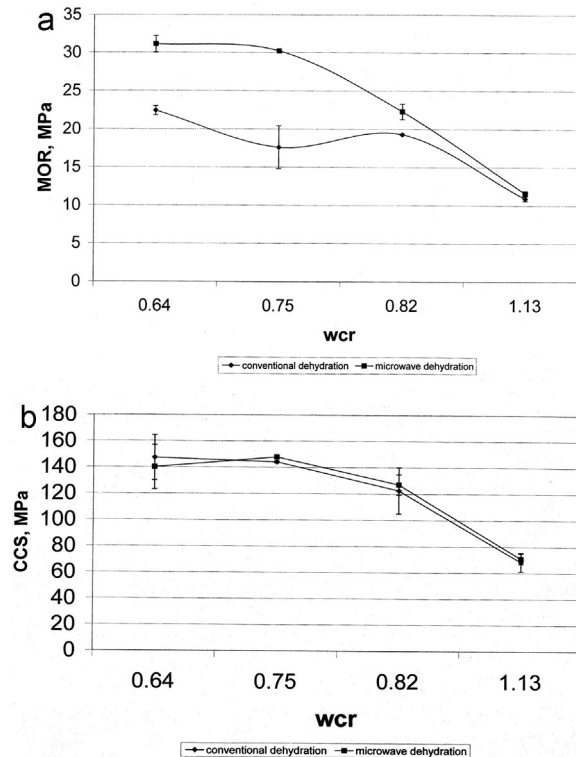 a
MOR, MPa
35
30
25
20
15
10
5
0
0.64 0.75 0.82 1.13
wcr
conventional dehydration microwave dehydration
b
CCS, MPa
180
160
140
120
100
80
60
40
20
0
0.64 0.75 0.82 1.13
wcr
conventional dehydration microwave dehydration